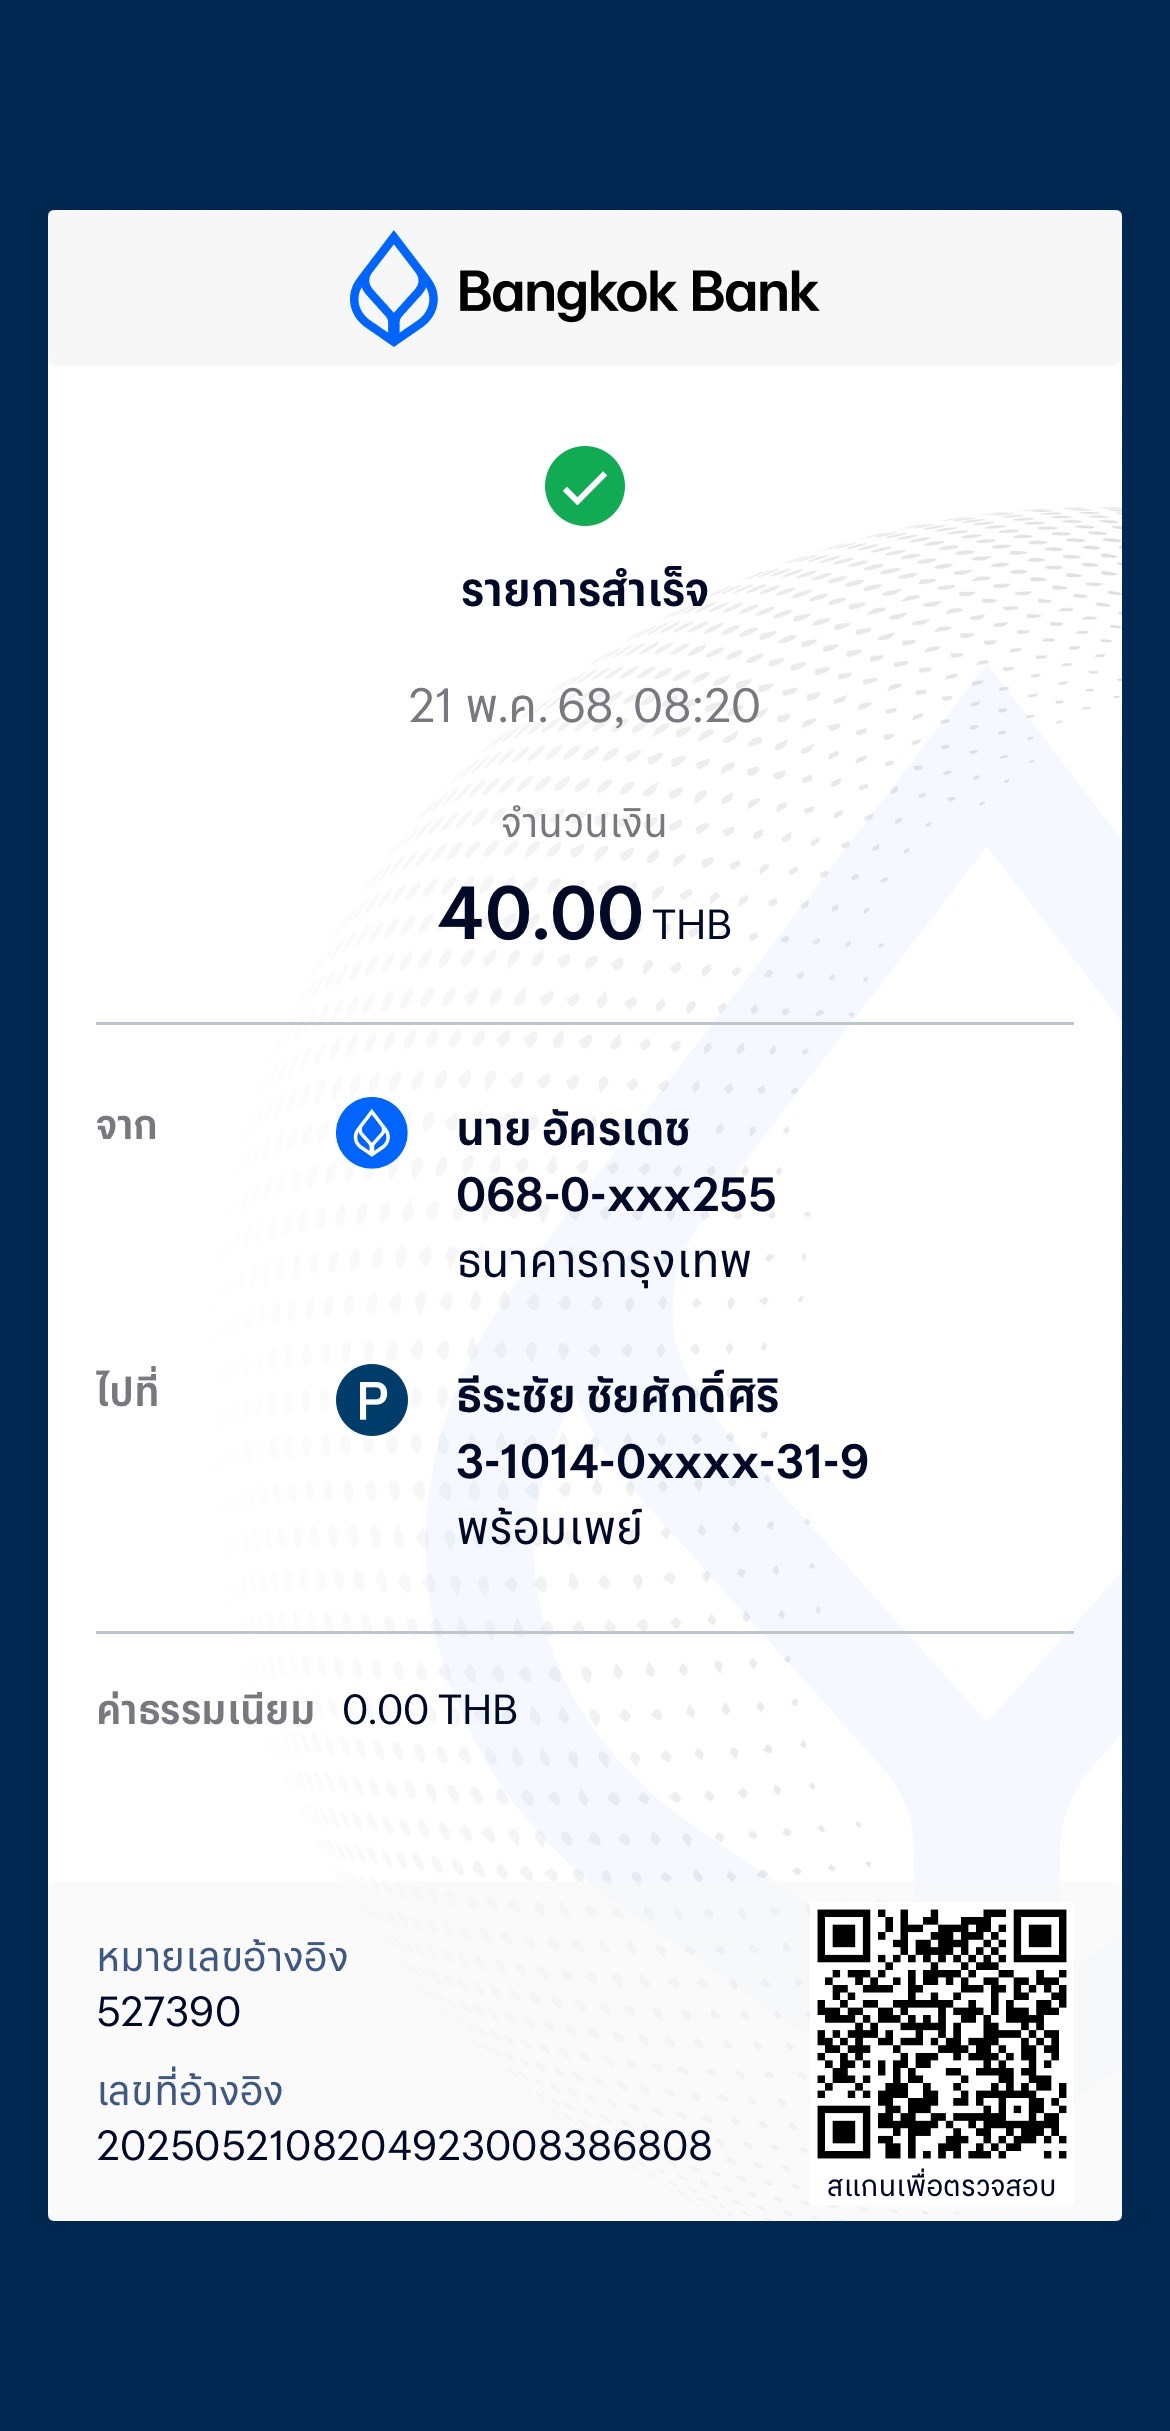 Bangkok Bank
รายการสำเร็จ
21 พ.ค. 68, 08:20
จำนวนเงิน
40.00 THB
จาก
นาย อัครเดช
068-0-xxx255
ธนาคารกรุงเทพ
ไปที่
P
ธีระชัย ชัยศักดิ์ศิริ
3-1014-0xxxx-31-9
พร้อมเพย์
ค่าธรรมเนียม 0.00 THB
หมายเลขอ้างอิง
527390
เลขที่อ้างอิง
2025052108204923008386808
สแกนเพื่อตรวจสอบ